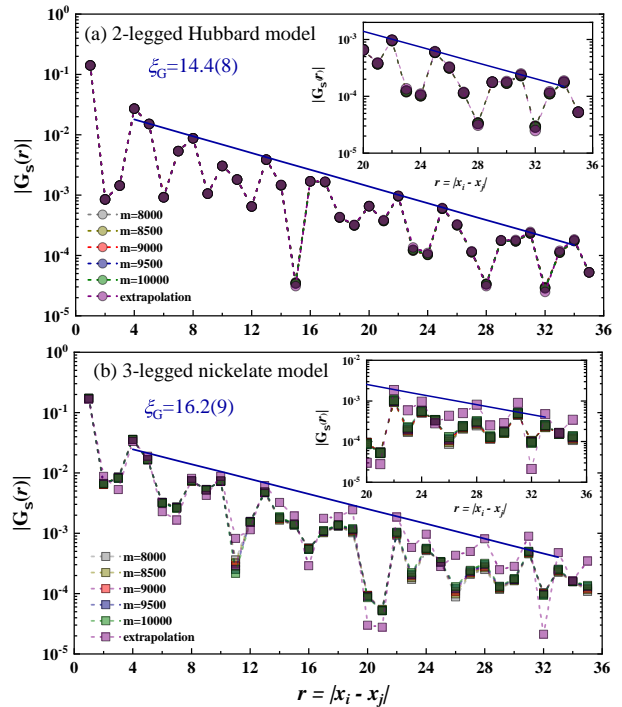 (a) 2-legged Hubbard model
ξ_G=14.4(8)
|G_s(r)|
10^0
10^-1
10^-2
10^-3
10^-4
10^-5
m=8000
m=8500
m=9000
m=9500
m=10000
extrapolation
0 4 8 12 16 20 24 28 32 36
|G_s(r)|
10^-3
10^-4
10^-5
20 24 28 32 36
r = |x_i - x_j|
(b) 3-legged nickelate model
ξ_G=16.2(9)
|G_s(r)|
10^0
10^-1
10^-2
10^-3
10^-4
10^-5
m=8000
m=8500
m=9000
m=9500
m=10000
extrapolation
0 4 8 12 16 20 24 28 32 36
r = |x_i - x_j|
|G_s(r)|
10^-2
10^-3
10^-4
10^-5
20 24 28 32 36
r = |x_i - x_j|